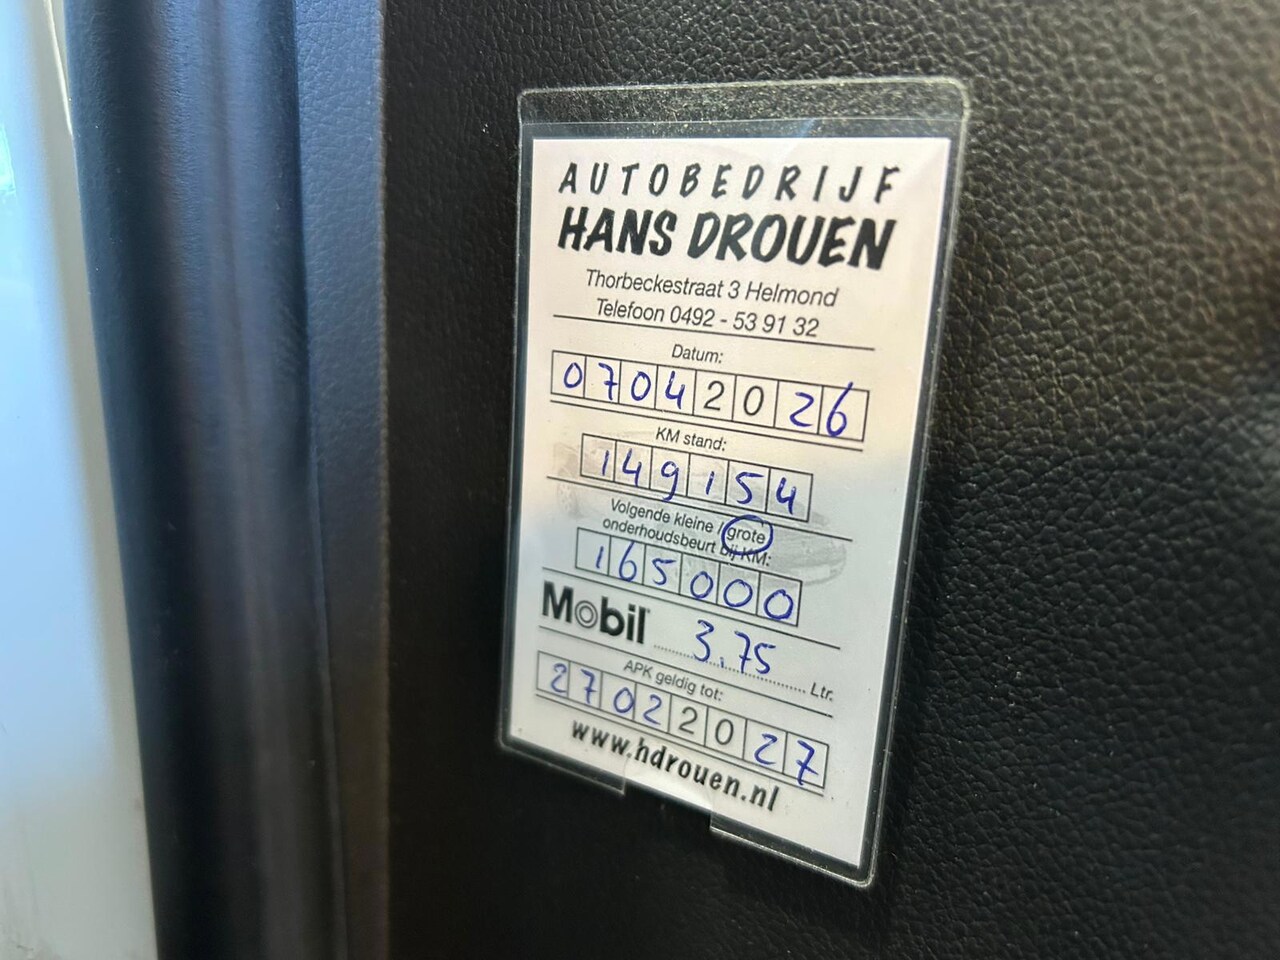 AUTOBEDRIJF
HANS DROUEN
Thorbeckestraat 3 Helmond
Telefoon 0492 - 53 91 32
Datum:
07042026
KM stand:
149154
Volgende kleine / grote
onderhoudsbeurt bij KM:
165000
Mobil 3.75 Ltr.
APK geldig tot:
27022027
www.hdrouen.nl